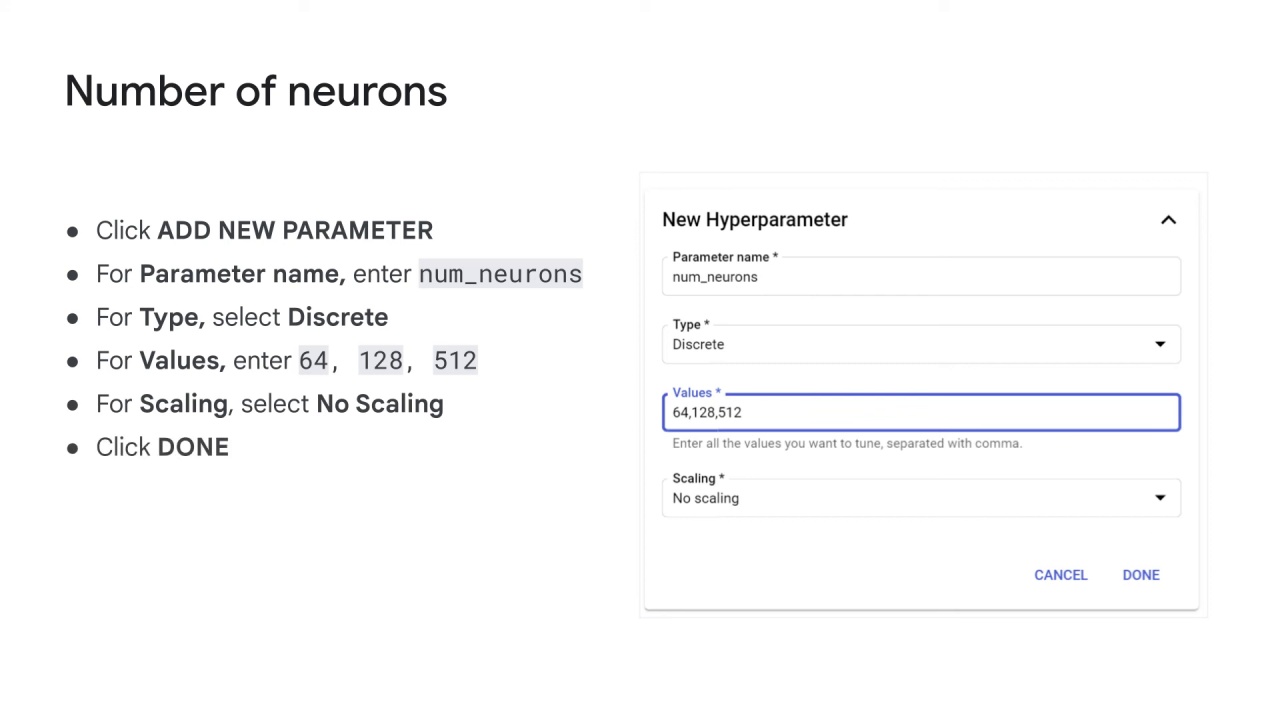 Number of neurons
● Click ADD NEW PARAMETER
● For Parameter name, enter num_neurons
● For Type, select Discrete
● For Values, enter 64, 128, 512
● For Scaling, select No Scaling
● Click DONE
New Hyperparameter
Parameter name *
num_neurons
Type *
Discrete
Values *
64,128,512
Enter all the values you want to tune, separated with comma.
Scaling *
No scaling
CANCEL DONE